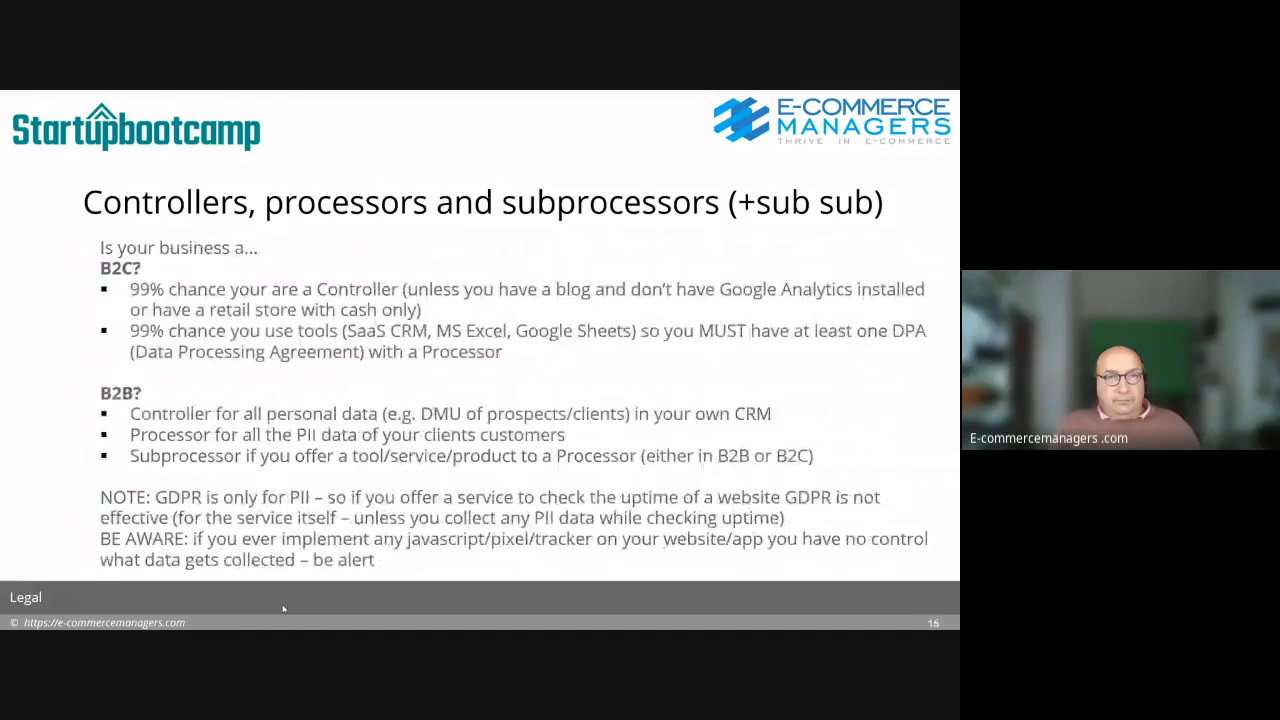 Startupbootcamp
E-COMMERCE
MANAGERS
THRIVE IN E-COMMERCE
Controllers, processors and subprocessors (+sub sub)
Is your business a...
B2C?
▪ 99% chance your are a Controller (unless you have a blog and don't have Google Analytics installed
or have a retail store with cash only)
▪ 99% chance you use tools (SaaS CRM, MS Excel, Google Sheets) so you MUST have at least one DPA
(Data Processing Agreement) with a Processor
B2B?
▪ Controller for all personal data (e.g. DMU of prospects/clients) in your own CRM
▪ Processor for all the PII data of your clients customers
▪ Subprocessor if you offer a tool/service/product to a Processor (either in B2B or B2C)
NOTE: GDPR is only for PII – so if you offer a service to check the uptime of a website GDPR is not
effective (for the service itself – unless you collect any PII data while checking uptime)
BE AWARE: if you ever implement any javascript/pixel/tracker on your website/app you have no control
what data gets collected – be alert
E-commercemanagers .com
Legal
© https://e-commercemanagers.com
15